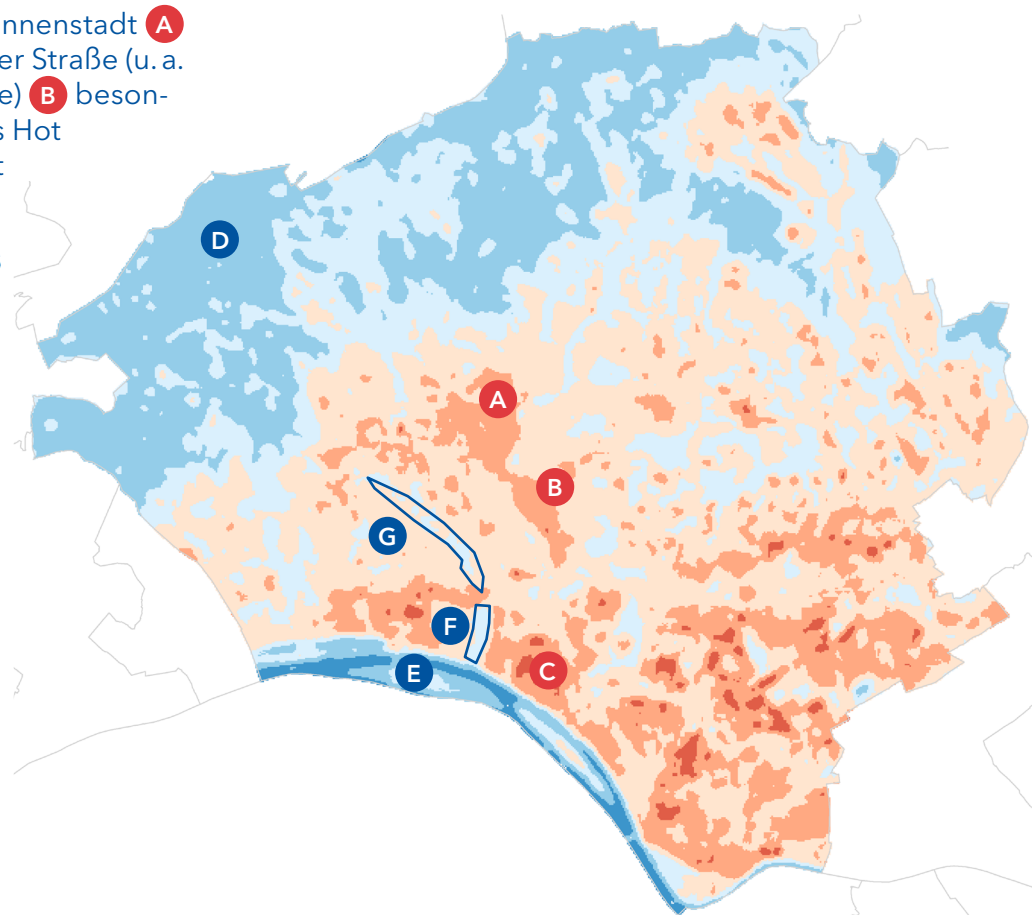 nnenstadt A
er Straße (u. a.
e) B beson-
s Hot
t
D
A
B
G
F
E
C